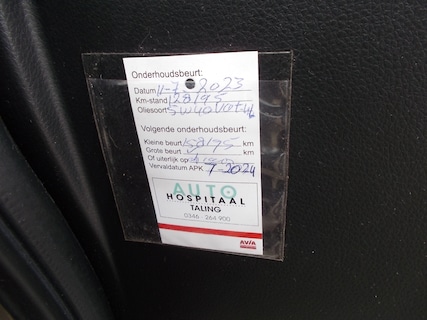 Onderhoudsbeurt:
Datum 11-7-2023
Km-stand 128195
Oliesoort 5W40
Volgende onderhoudsbeurt:
Kleine beurt km
Grote beurt km
Of uiterlijk op
Vervaldatum APK 7-2024
AUTO
HOSPITAAL
TALING
0346 264 900
AVIA